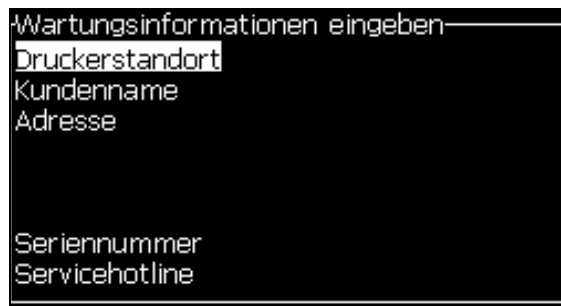 Wartungsinformationen eingeben
Druckerstandort
Kundenname
Adresse
Seriennummer
Servicehotline